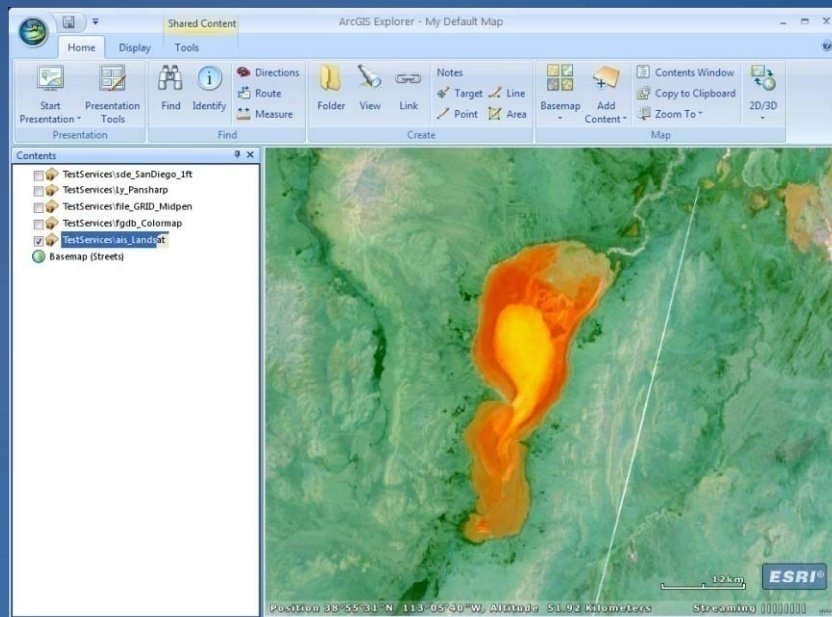 Shared Content
ArcGIS Explorer - My Default Map
Home Display Tools
Start Presentation
Presentation Tools
Presentation
Find
Identify
Directions
Route
Measure
Find
Folder
View
Link
Notes
Target Line
Point Area
Create
Basemap
Add Content
Contents Window
Copy to Clipboard
Zoom To
2D/3D
Map
Contents
TestServices\sde_SanDiego_1ft
TestServices\ly_Pansharp
TestServices\file_GRID_Midpen
TestServices\fgdb_Colormap
TestServices\ais_landsat
Basemap (Streets)
12km
ESRI®
Position 38°55'31"N, 113°05'40"W, Altitude 51.92 Kilometers Streaming